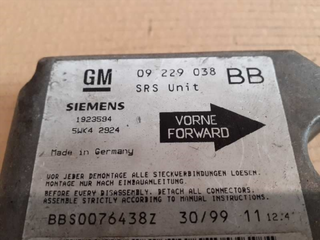 GM 09 229 038 BB
SRS Unit
SIEMENS
1923594
5WK4 2924
VORNE
FORWARD
Made in Germany
VOR JEDER DEMONTAGE ALLE STECKVERBINDUNGEN LOESEN.
MONTAGE NUR NACH EINBAUANLEITUNG.
BEFORE EVERY DISASSEMBLY, DETACH ALL CONNECTORS.
ASSEMBLE STRICTLY ACCORDING TO MANUAL INSTRUCTIONS.
BBS0076438Z 30/99 11